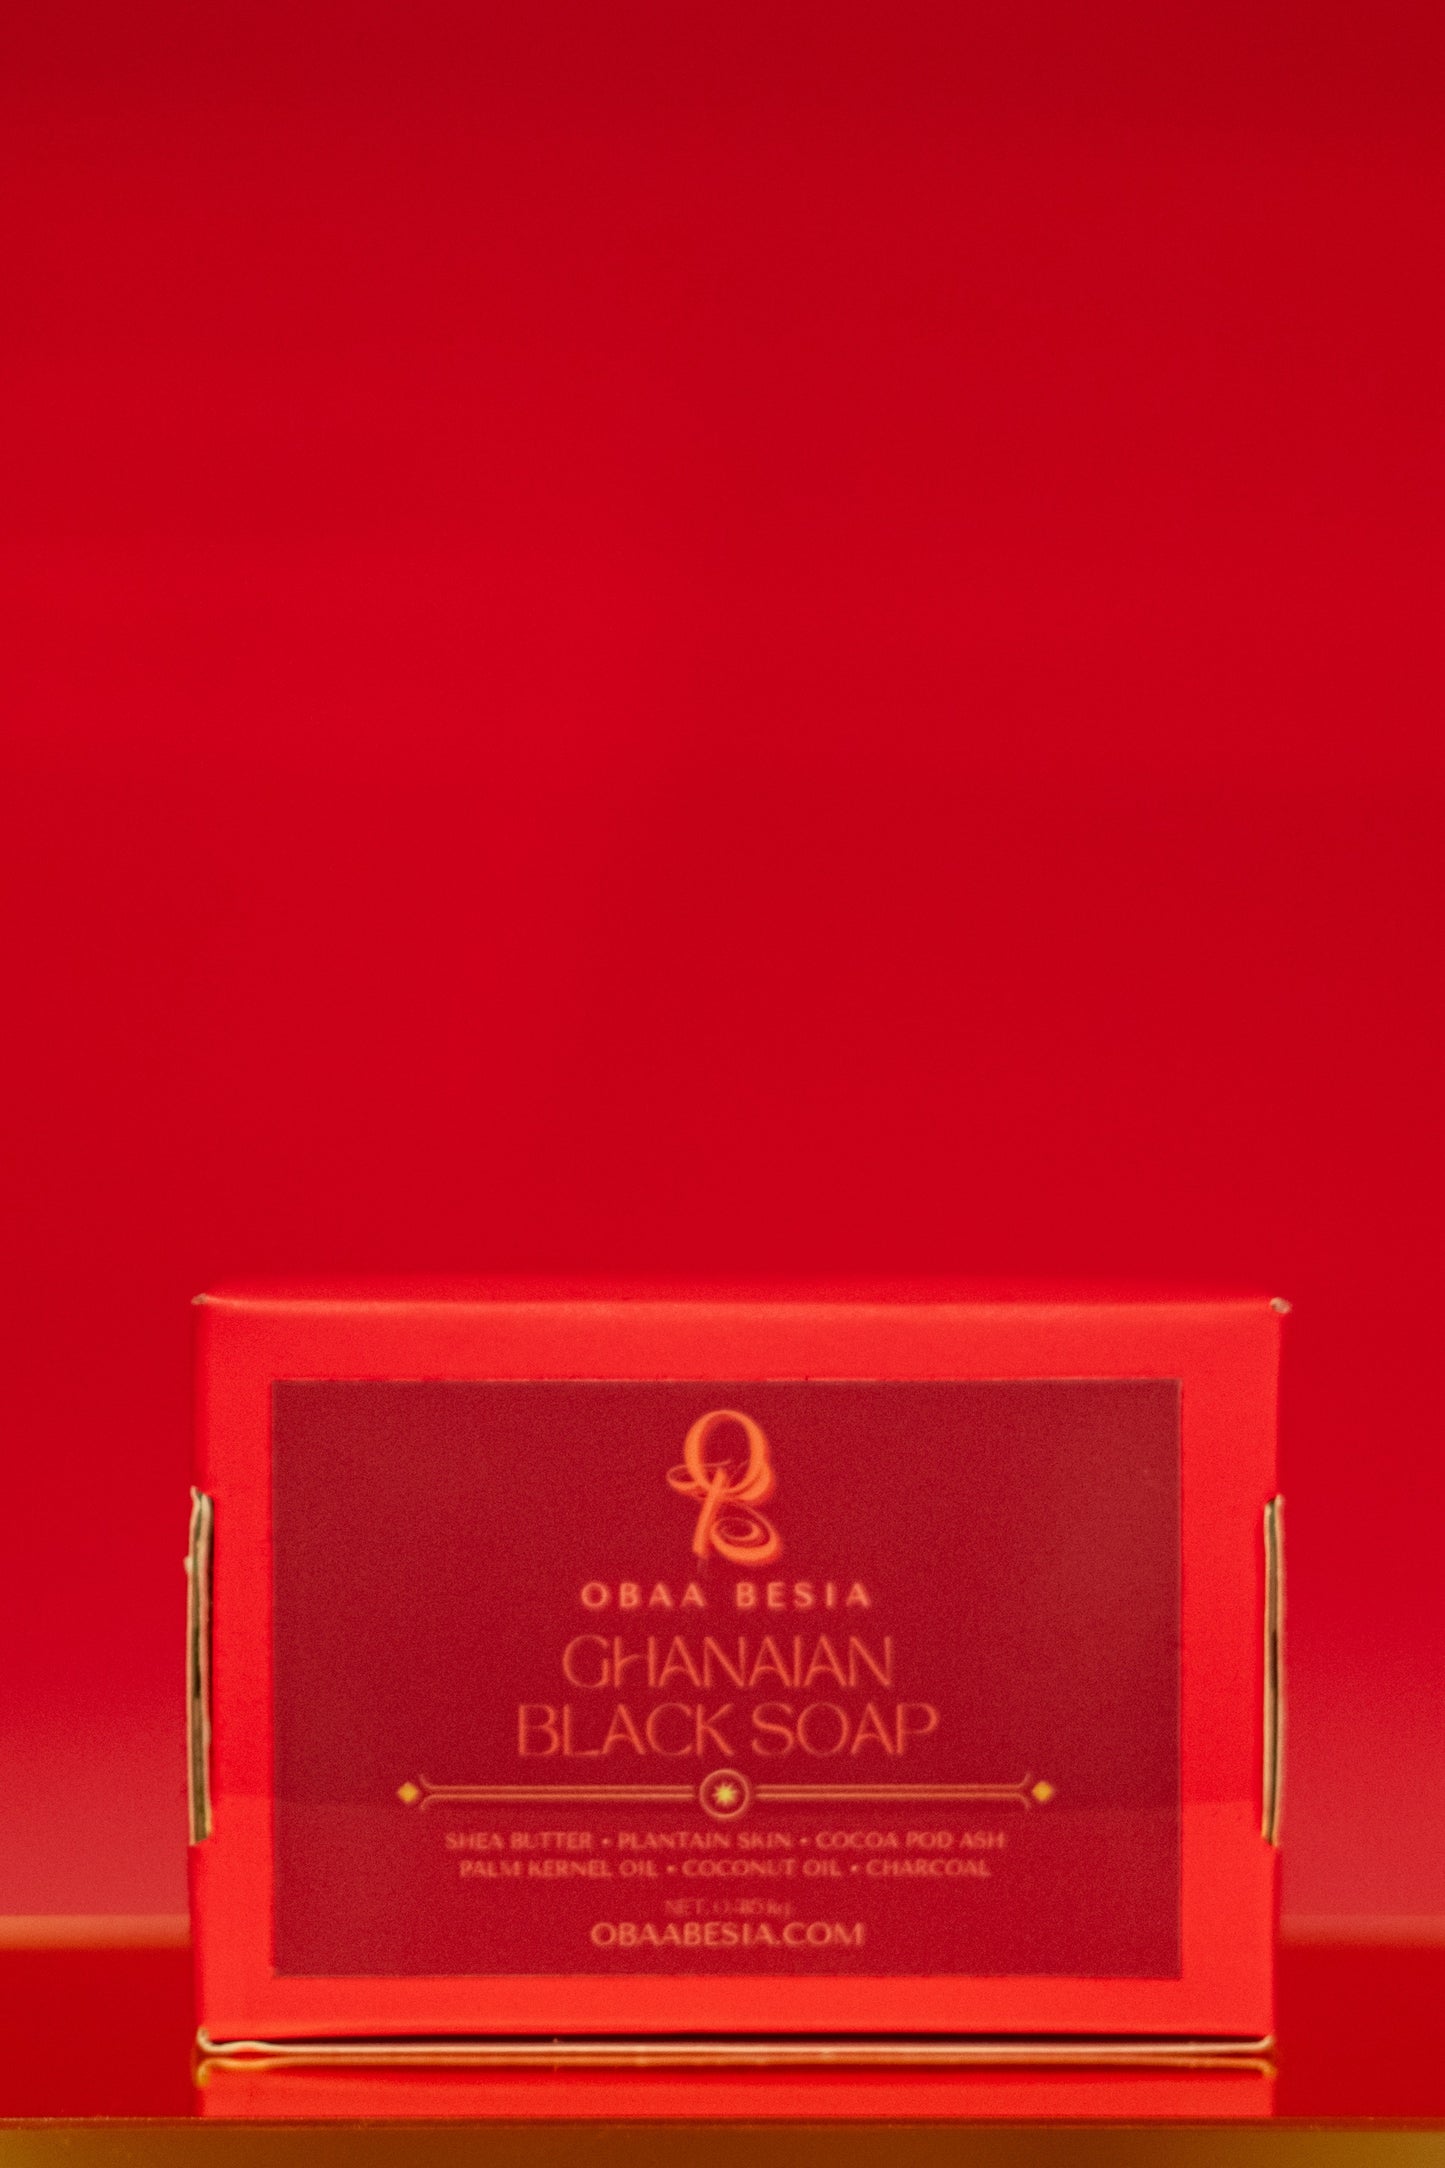 OBAA BESIA
GHANAIAN
BLACK SOAP
SHEA BUTTER • PLANTAIN SKIN • COCOA POD ASH
PALM KERNEL OIL • COCONUT OIL • CHARCOAL
NET.
OBAABESIA.COM